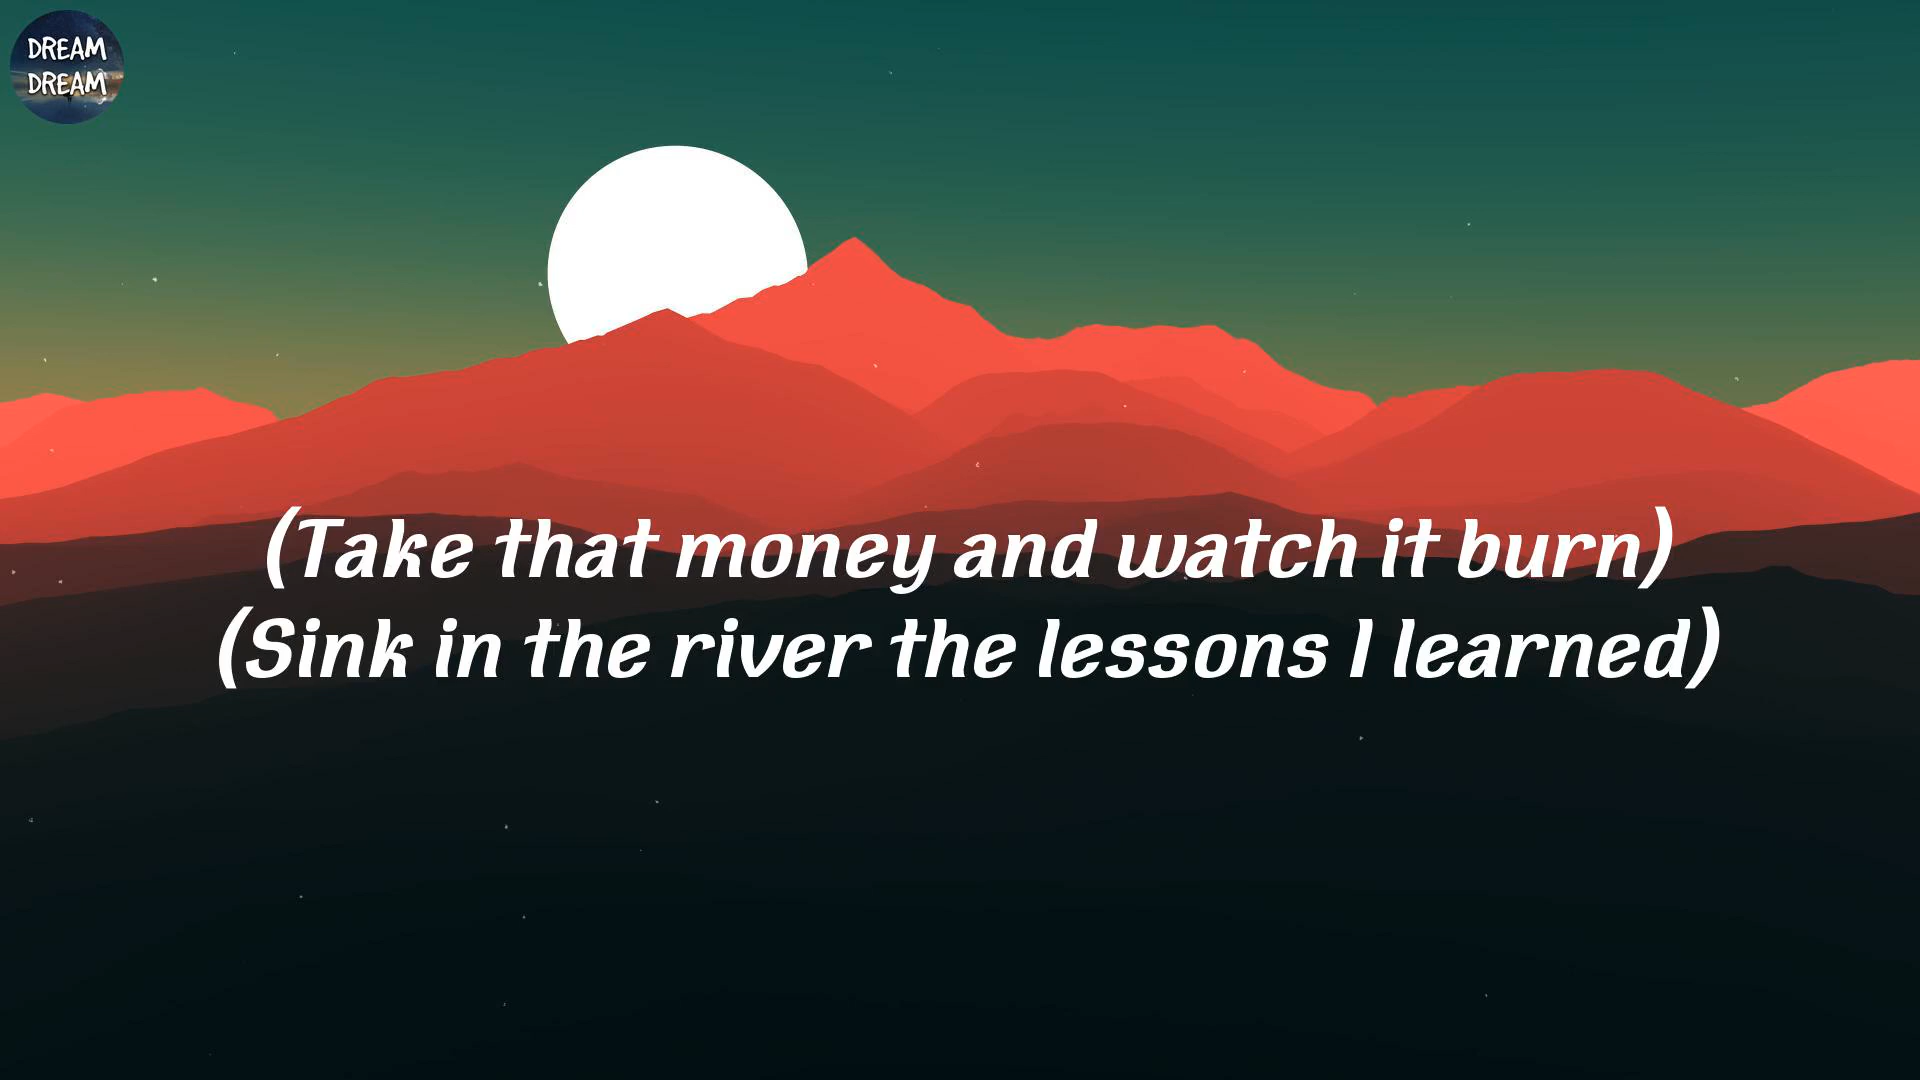 DREAM
DREAM
(Take that money and watch it burn)
(Sink in the river the lessons I learned)